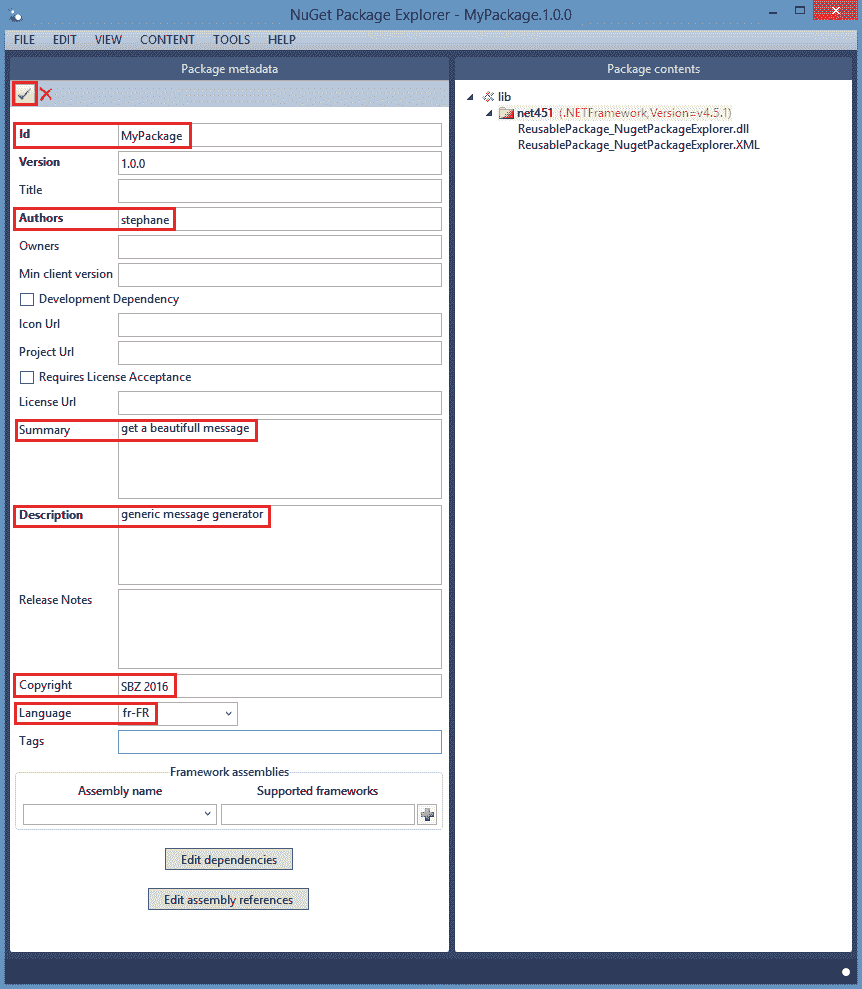 NuGet Package Explorer - MyPackage.1.0.0
FILE EDIT VIEW CONTENT TOOLS HELP
Package metadata
Id MyPackage
Version 1.0.0
Title
Authors stephane
Owners
Min client version
Development Dependency
Icon Url
Project Url
Requires License Acceptance
License Url
Summary get a beautifull message
Description generic message generator
Release Notes
Copyright SBZ 2016
Language fr-FR
Tags
Framework assemblies
Assembly name Supported frameworks
Edit dependencies
Edit assembly references
Package contents
lib
net451 (.NETFramework,Version=v4.5.1)
ReusablePackage_NugetPackageExplorer.dll
ReusablePackage_NugetPackageExplorer.XML